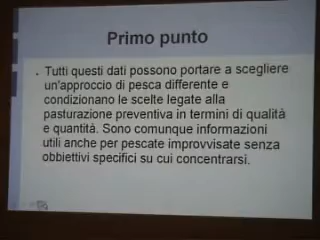 Primo punto
. Tutti questi dati possono portare a scegliere
un'approccio di pesca differente e
condizionano le scelte legate alla
pasturazione preventiva in termini di qualità
e quantità. Sono comunque informazioni
utili anche per pescate improvvisate senza
obbiettivi specifici su cui concentrarsi.